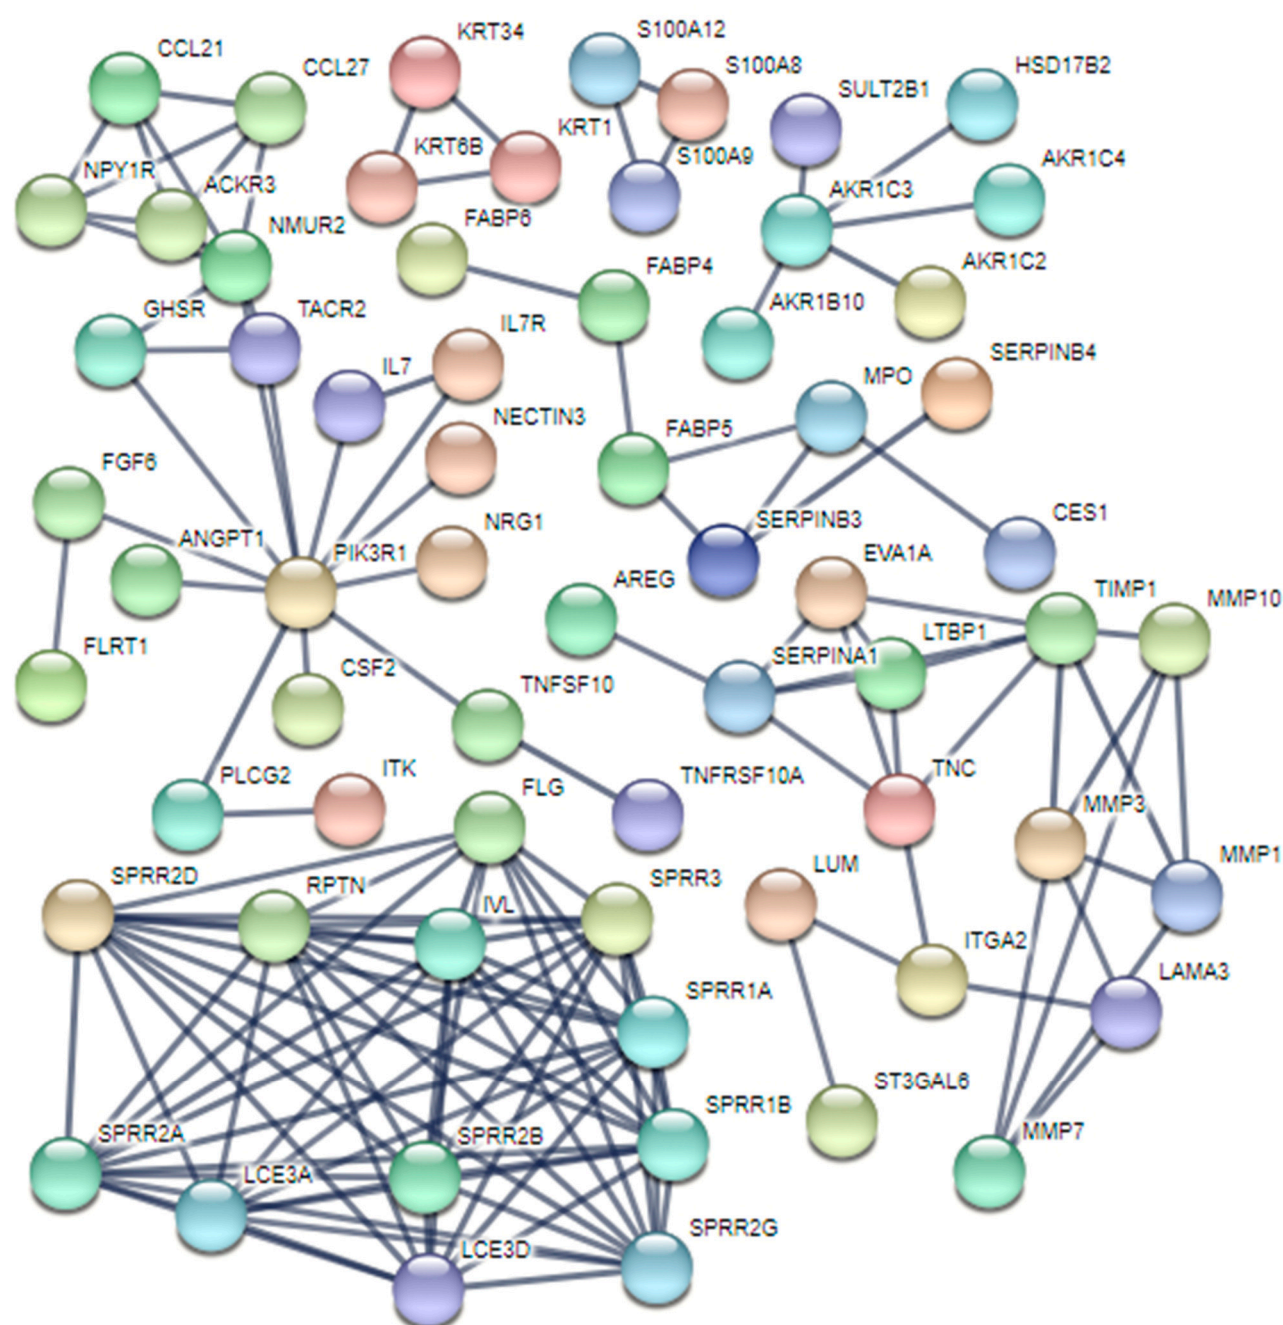 CCL21
CCL27
KRT34
S100A12
S100A8
SULT2B1
HSD17B2
NPY1R
ACKR3
KRT6B
KRT1
S100A9
AKR1C3
AKR1C4
NMUR2
FABP6
FABP4
AKR1C2
GHSR
TACR2
IL7R
AKR1B10
SERPINB4
IL7
MPO
NECTIN3
FABP5
FGF6
ANGPT1
PIK3R1
NRG1
SERPINB3
CES1
EVA1A
AREG
TIMP1
MMP10
FLRT1
CSF2
TNFSF10
SERPINA1
LTBP1
PLCG2
ITK
FLG
TNFRSF10A
TNC
MMP3
MMP1
SPRR2D
RPTN
IVL
SPRR3
LUM
ITGA2
LAMA3
SPRR1A
ST3GAL6
SPRR1B
SPRR2A
SPRR2B
MMP7
LCE3A
SPRR2G
LCE3D